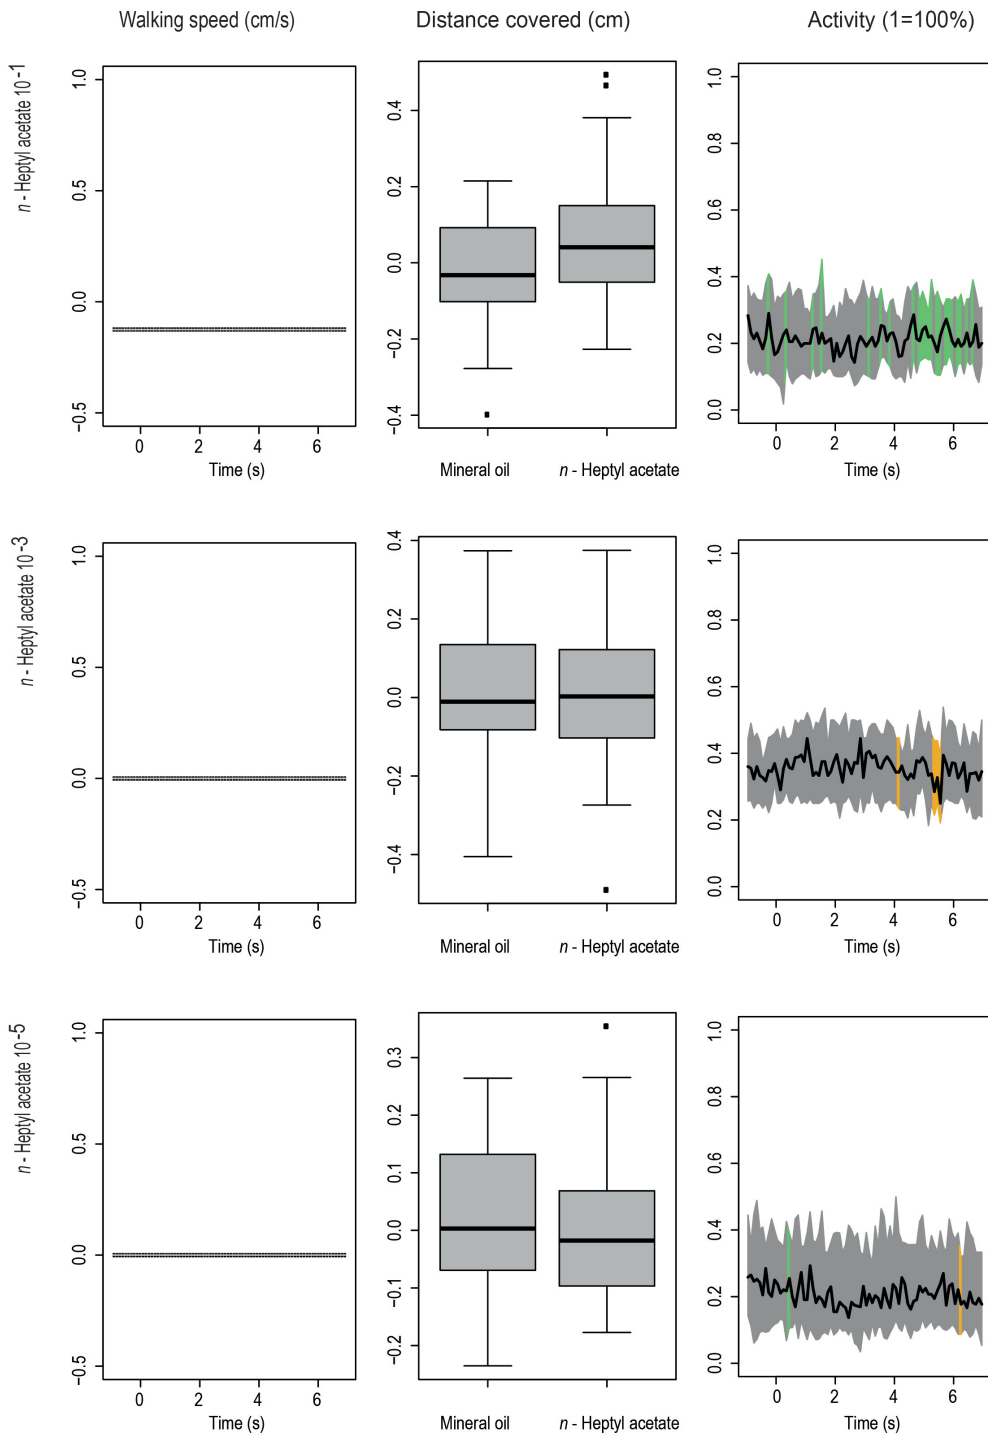 Walking speed (cm/s)
Distance covered (cm)
Activity (1=100%)
n - Heptyl acetate 10-1
1.0
0.5
0.0
−0.5
0 2 4 6
Time (s)
0.4
0.2
0.0
−0.2
−0.4
Mineral oil
n - Heptyl acetate
1.0
0.8
0.6
0.4
0.2
0.0
0 2 4 6
Time (s)
n - Heptyl acetate 10-3
1.0
0.5
0.0
−0.5
0 2 4 6
Time (s)
0.4
0.2
0.0
−0.2
−0.4
Mineral oil
n - Heptyl acetate
1.0
0.8
0.6
0.4
0.2
0.0
0 2 4 6
Time (s)
n - Heptyl acetate 10-5
1.0
0.5
0.0
−0.5
0 2 4 6
Time (s)
0.3
0.2
0.1
0.0
−0.1
−0.2
Mineral oil
n - Heptyl acetate
1.0
0.8
0.6
0.4
0.2
0.0
0 2 4 6
Time (s)